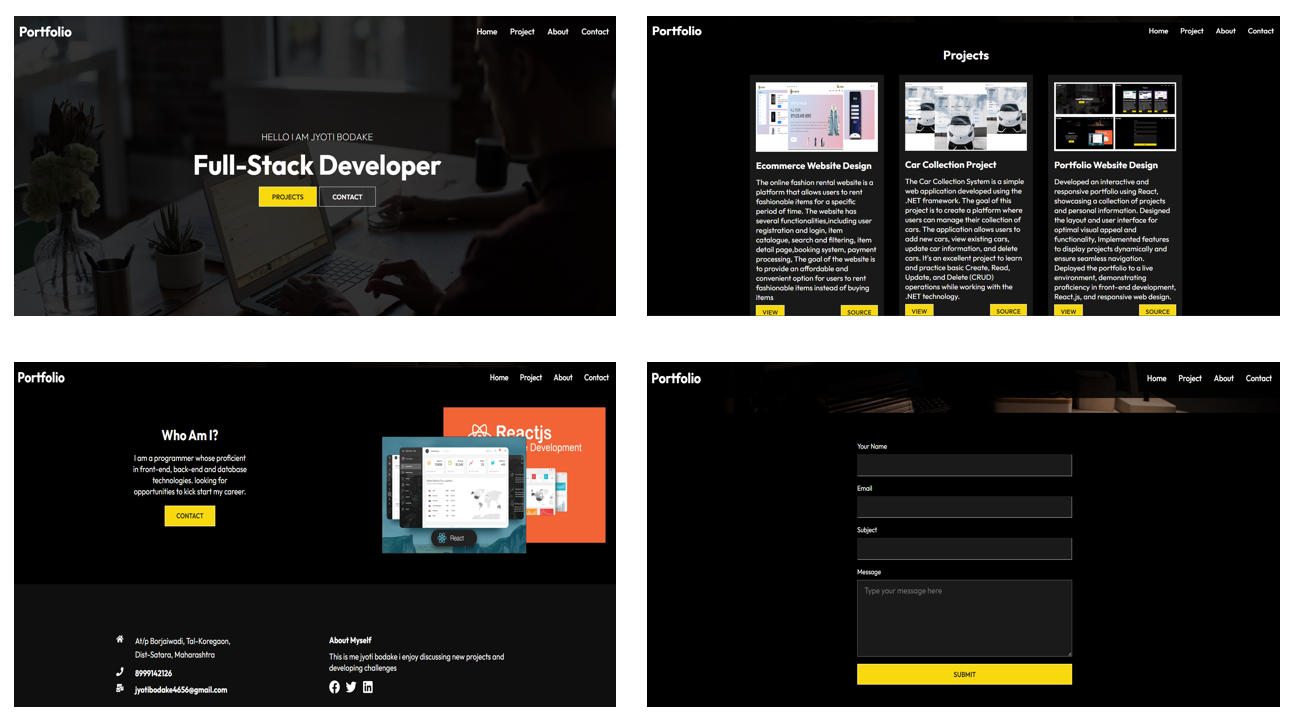 Portfolio
Home Project About Contact
HELLO I AM JYOTI BODAKE
Full-Stack Developer
PROJECTS CONTACT
Portfolio
Home Project About Contact
Projects
Ecommerce Website Design
The online fashion rental website is a
platform that allows users to rent
fashionable items for a specific
period of time. The website has
several functionalities,including user
registration and login, item
catalogue, search and filtering, item
detail page,booking system, payment
processing, The goal of the website is
to provide an affordable and
convenient option for users to rent
fashionable items instead of buying
items
VIEW SOURCE
Car Collection Project
The Car Collection System is a simple
web application developed using the
.NET framework. The goal of this
project is to create a platform where
users can manage their collection of
cars. The application allows users to
add new cars, view existing cars,
update car information, and delete
cars. It's an excellent project to learn
and practice basic Create, Read,
Update, and Delete (CRUD)
operations while working with the
.NET technology.
VIEW SOURCE
Portfolio Website Design
Developed an interactive and
responsive portfolio using React,
showcasing a collection of projects
and personal information. Designed
the layout and user interface for
optimal visual appeal and
functionality, Implemented features
to display projects dynamically and
ensure seamless navigation.
Deployed the portfolio to a live
environment, demonstrating
proficiency in front-end development,
React.js, and responsive web design.
VIEW SOURCE
Portfolio
Home Project About Contact
Who Am I?
I am a programmer whose proficient
in front-end, back-end and database
technologies. looking for
opportunities to kick start my career.
CONTACT
Reactjs
Development
React
At/p Borjaiwadi, Tal-Koregaon,
Dist-Satara, Maharashtra
8999142126
jyotibodake4656@gmail.com
About Myself
This is me jyoti bodake i enjoy discussing new projects and
developing challenges
Portfolio
Home Project About Contact
Your Name
Email
Subject
Message
Type your message here
SUBMIT